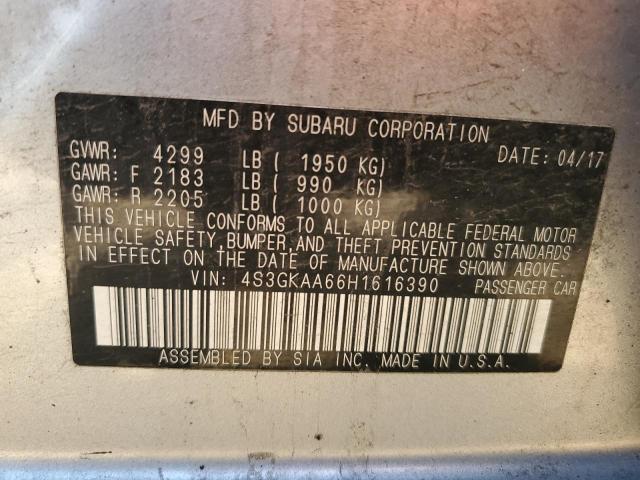 MFD BY SUBARU CORPORATION
GVWR: 4299 LB ( 1950 KG) DATE: 04/17
GAWR: F 2183 LB ( 990 KG)
GAWR: R 2205 LB ( 1000 KG)
THIS VEHICLE CONFORMS TO ALL APPLICABLE FEDERAL MOTOR
VEHICLE SAFETY, BUMPER, AND THEFT PREVENTION STANDARDS
IN EFFECT ON THE DATE OF MANUFACTURE SHOWN ABOVE.
VIN: 4S3GKAA66H1616390 PASSENGER CAR
ASSEMBLED BY SIA INC. MADE IN U.S.A.